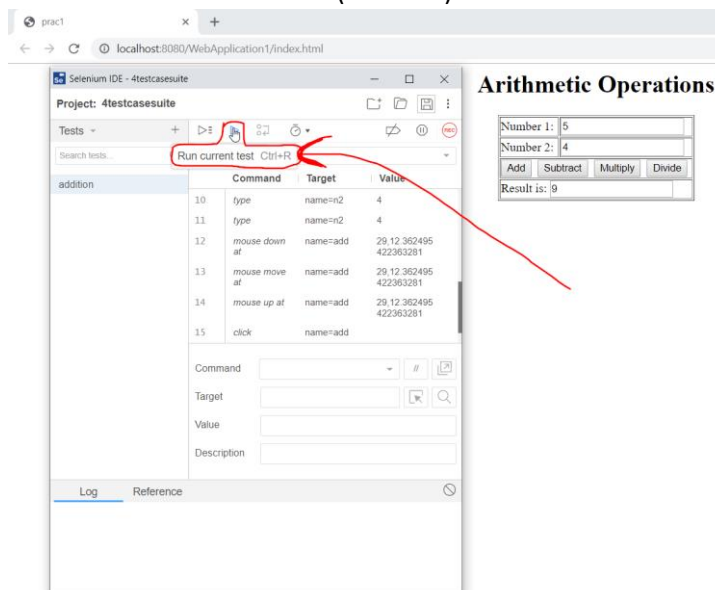 prac1
localhost:8080/WebApplication1/index.html
Selenium IDE - 4testcasesuite
Project: 4testcasesuite
Tests
REC
Search tests...
Run current test Ctrl+R
addition
Command Target Value
10 type name=n2 4
11 type name=n2 4
12 mouse down at name=add 29,12.362495422363281
13 mouse move at name=add 29,12.362495422363281
14 mouse up at name=add 29,12.362495422363281
15 click name=add
Command
//
Target
Value
Description
Log Reference
Arithmetic Operations
Number 1: 5
Number 2: 4
Add Subtract Multiply Divide
Result is: 9